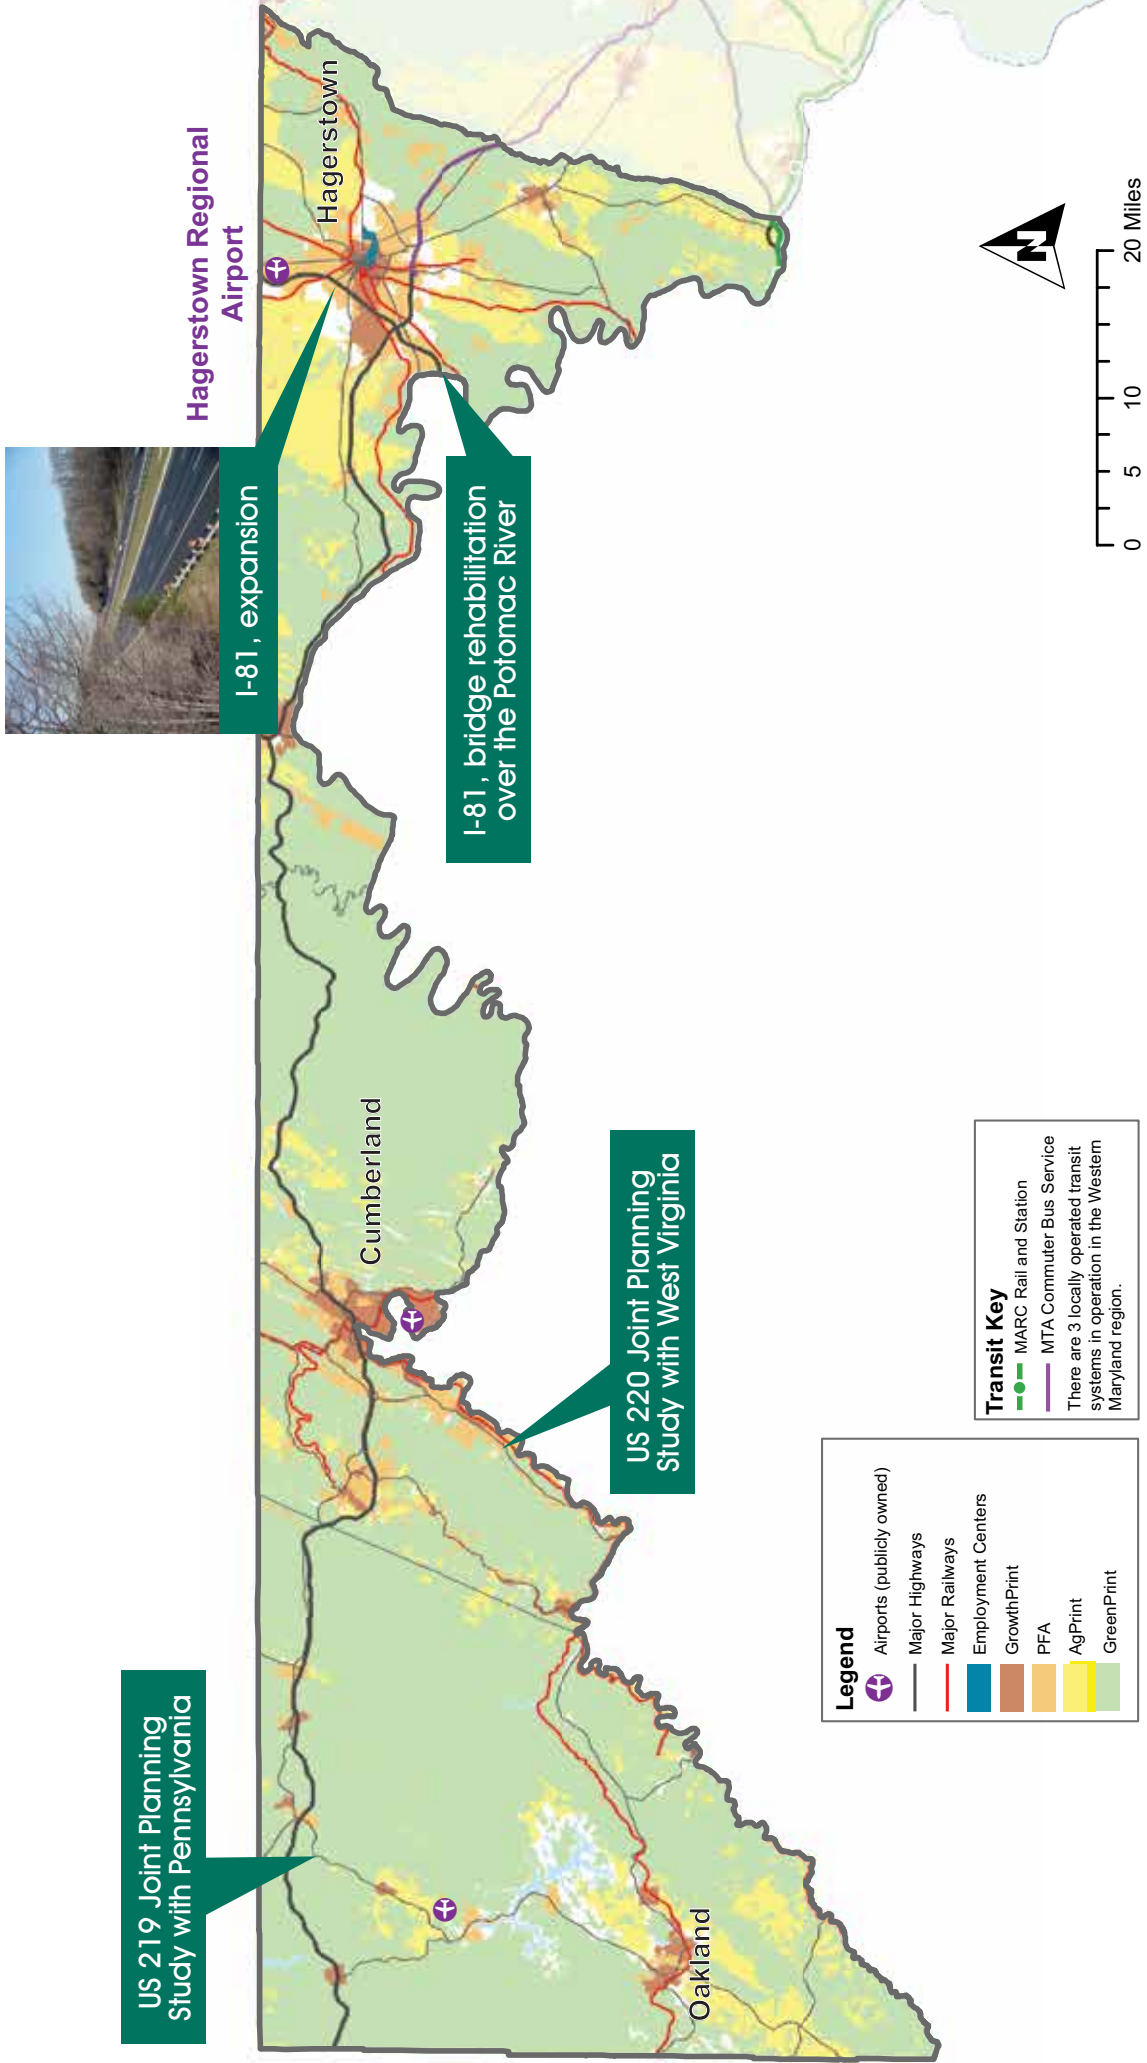 US 219 Joint Planning
Study with Pennsylvania
I-81, expansion
Hagerstown Regional
Airport
Hagerstown
Cumberland
Oakland
I-81, bridge rehabilitation
over the Potomac River
US 220 Joint Planning
Study with West Virginia
Legend
Airports (publicly owned)
Major Highways
Major Railways
Employment Centers
GrowthPrint
PFA
AgPrint
GreenPrint
Transit Key
MARC Rail and Station
MTA Commuter Bus Service
There are 3 locally operated transit
systems in operation in the Western
Maryland region.
N
0 5 10 20 Miles